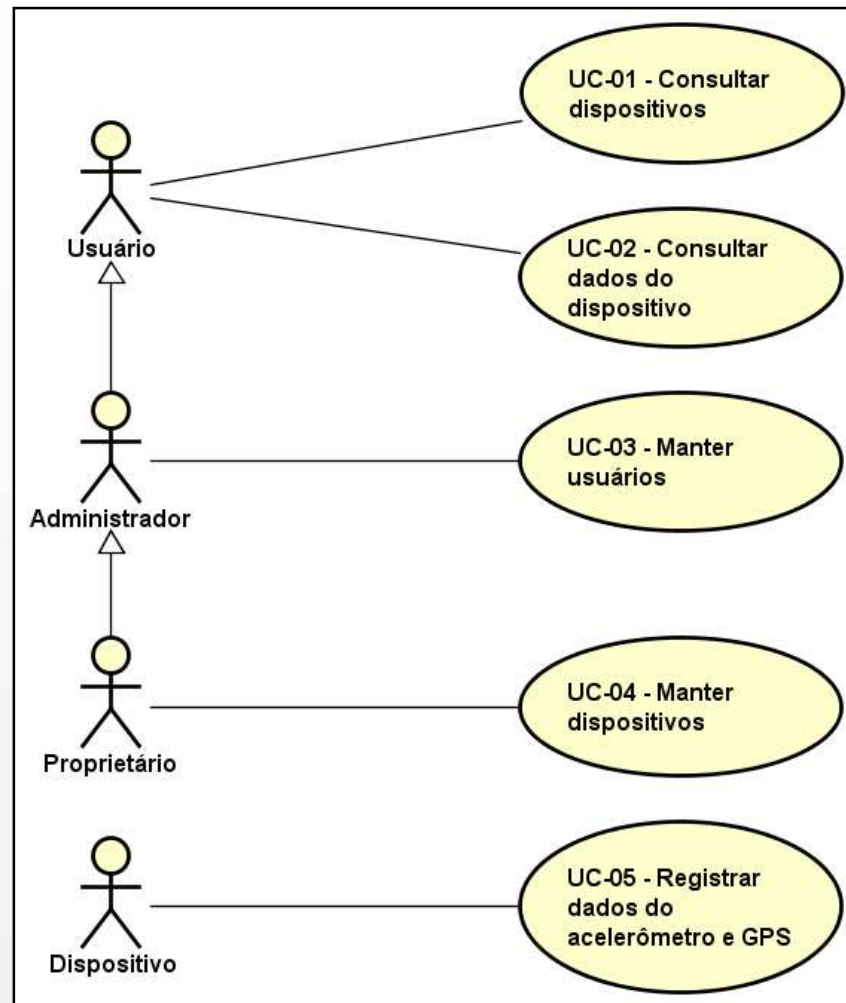 UC-01 - Consultar
dispositivos
Usuário
UC-02 - Consultar
dados do
dispositivo
Administrador
UC-03 - Manter
usuários
Proprietário
UC-04 - Manter
dispositivos
Dispositivo
UC-05 - Registrar
dados do
acelerômetro e GPS